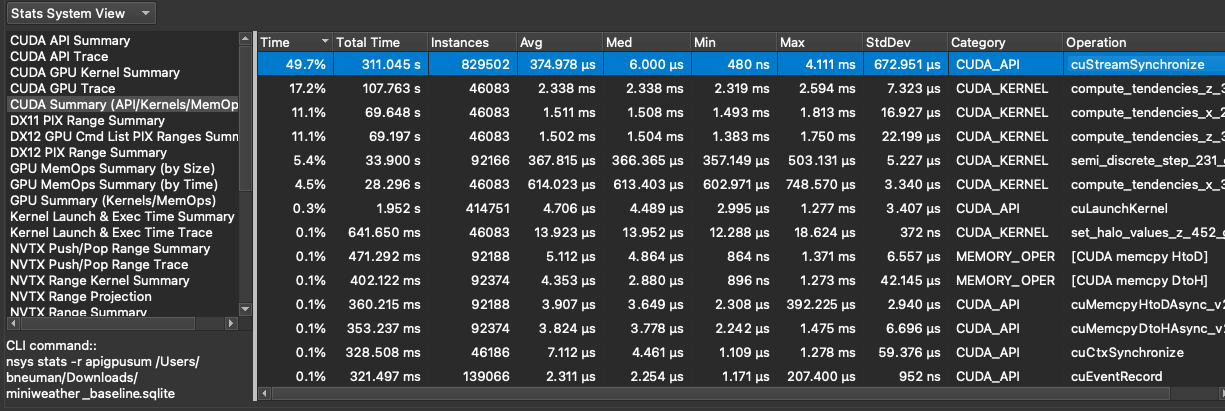 Stats System View
CUDA API Summary
CUDA API Trace
CUDA GPU Kernel Summary
CUDA GPU Trace
CUDA Summary (API/Kernels/MemOp
DX11 PIX Range Summary
DX12 GPU Cmd List PIX Ranges Summ
DX12 PIX Range Summary
GPU MemOps Summary (by Size)
GPU MemOps Summary (by Time)
GPU Summary (Kernels/MemOps)
Kernel Launch & Exec Time Summary
Kernel Launch & Exec Time Trace
NVTX Push/Pop Range Summary
NVTX Push/Pop Range Trace
NVTX Range Kernel Summary
NVTX Range Projection
NVTX Range Summary
CLI command::
nsys stats -r apigpusum /Users/
bneuman/Downloads/
miniweather_baseline.sqlite
Time Total Time Instances Avg Med Min Max StdDev Category Operation
49.7% 311.045 s 829502 374.978 μs 6.000 μs 480 ns 4.111 ms 672.951 μs CUDA_API cuStreamSynchronize
17.2% 107.763 s 46083 2.338 ms 2.338 ms 2.319 ms 2.594 ms 7.323 μs CUDA_KERNEL compute_tendencies_z_3
11.1% 69.648 s 46083 1.511 ms 1.508 ms 1.493 ms 1.813 ms 16.927 μs CUDA_KERNEL compute_tendencies_x_2
11.1% 69.197 s 46083 1.502 ms 1.504 ms 1.383 ms 1.750 ms 22.199 μs CUDA_KERNEL compute_tendencies_z_3
5.4% 33.900 s 92166 367.815 μs 366.365 μs 357.149 μs 503.131 μs 5.227 μs CUDA_KERNEL semi_discrete_step_231_
4.5% 28.296 s 46083 614.023 μs 613.403 μs 602.971 μs 748.570 μs 3.340 μs CUDA_KERNEL compute_tendencies_x_3
0.3% 1.952 s 414751 4.706 μs 4.489 μs 2.995 μs 1.277 ms 3.407 μs CUDA_API cuLaunchKernel
0.1% 641.650 ms 46083 13.923 μs 13.952 μs 12.288 μs 18.624 μs 372 ns CUDA_KERNEL set_halo_values_z_452_
0.1% 471.292 ms 92188 5.112 μs 4.864 μs 864 ns 1.371 ms 6.557 μs MEMORY_OPER [CUDA memcpy HtoD]
0.1% 402.122 ms 92374 4.353 μs 2.880 μs 896 ns 1.273 ms 42.145 μs MEMORY_OPER [CUDA memcpy DtoH]
0.1% 360.215 ms 92188 3.907 μs 3.649 μs 2.308 μs 392.225 μs 2.940 μs CUDA_API cuMemcpyHtoDAsync_v2
0.1% 353.237 ms 92374 3.824 μs 3.778 μs 2.242 μs 1.475 ms 6.696 μs CUDA_API cuMemcpyDtoHAsync_v2
0.1% 328.508 ms 46186 7.112 μs 4.461 μs 1.109 μs 1.278 ms 59.376 μs CUDA_API cuCtxSynchronize
0.1% 321.497 ms 139066 2.311 μs 2.254 μs 1.171 μs 207.400 μs 952 ns CUDA_API cuEventRecord